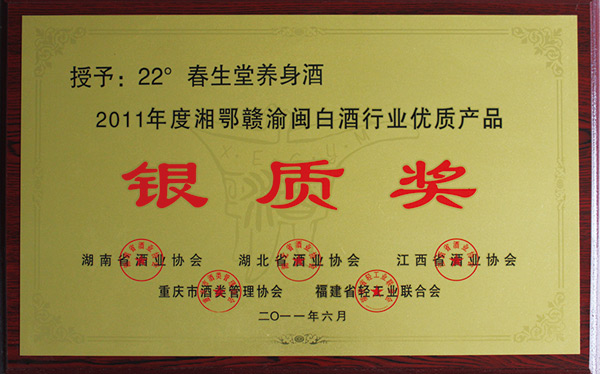 授予：22° 春生堂养身酒
2011年度湘鄂赣渝闽白酒行业优质产品
银质奖
湖南省酒业协会 湖北省酒业协会 江西省酒业协会
重庆市酒类管理协会 福建省轻工业联合会
二〇一一年六月